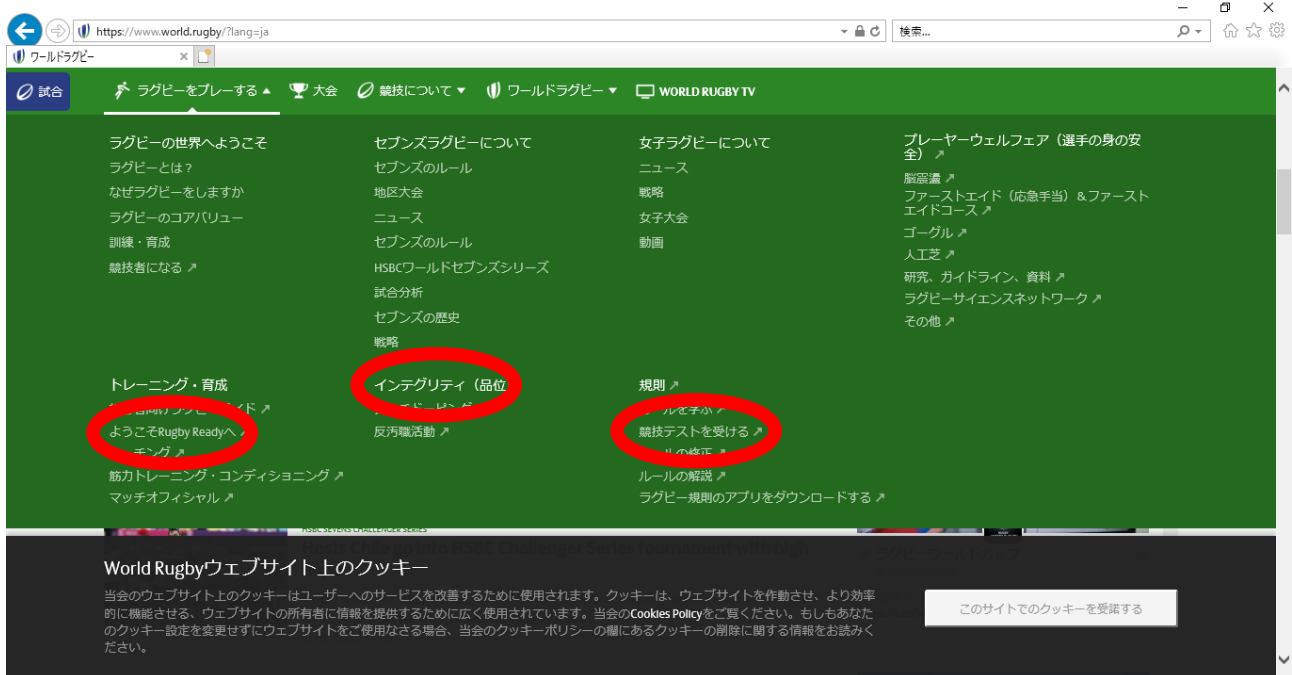 https://www.world.rugby/?lang=ja
検索...
ワールドラグビー
試合
ラグビーをプレーする
大会
競技について
ワールドラグビー
WORLD RUGBY TV
ラグビーの世界へようこそ
ラグビーとは？
なぜラグビーをしますか
ラグビーのコアバリュー
訓練・育成
競技者になる
セブンズラグビーについて
セブンズのルール
地区大会
ニュース
セブンズのルール
HSBCワールドセブンズシリーズ
試合分析
セブンズの歴史
戦略
女子ラグビーについて
ニュース
戦略
女子大会
動画
プレーヤーウェルフェア（選手の身の安
全）
脳震盪
ファーストエイド（応急手当）&ファースト
エイドコース
ゴーグル
人工芝
研究、ガイドライン、資料
ラグビーサイエンスネットワーク
その他
トレーニング・育成
ようこそRugby Readyへ
筋力トレーニング・コンディショニング
マッチオフィシャル
インテグリティ（品位
反汚職活動
規則
ルールを学ぶ
競技テストを受ける
ルールの修正
ルールの解説
ラグビー規則のアプリをダウンロードする
HSBC SEVENS CHALLENGER SERIES
World Rugbyウェブサイト上のクッキー
当会のウェブサイト上のクッキーはユーザーへのサービスを改善するために使用されます。クッキーは、ウェブサイトを作動させ、より効率
的に機能させる、ウェブサイトの所有者に情報を提供するために広く使用されています。当会のCookies Policyをご覧ください。もしもあなた
のクッキー設定を変更せずにウェブサイトをご使用なさる場合、当会のクッキーポリシーの欄にあるクッキーの削除に関する情報をお読みく
ださい。
このサイトでのクッキーを受諾する